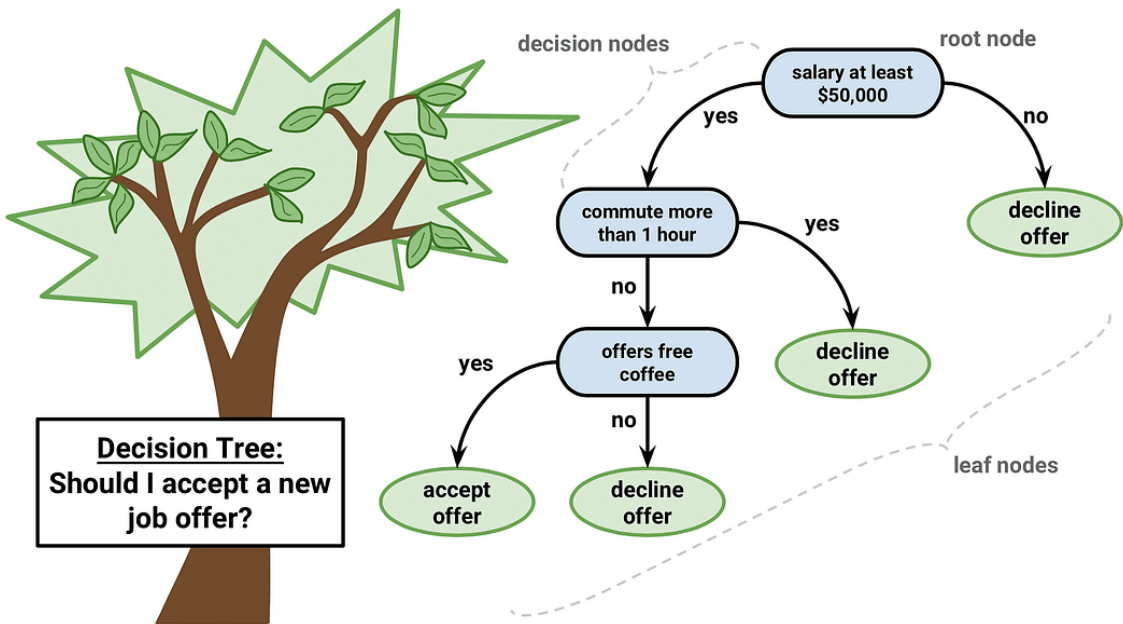 decision nodes
root node
salary at least
$50,000
yes
no
commute more
than 1 hour
yes
decline
offer
no
offers free
coffee
yes
decline
offer
no
Decision Tree:
Should I accept a new
job offer?
accept
offer
decline
offer
leaf nodes